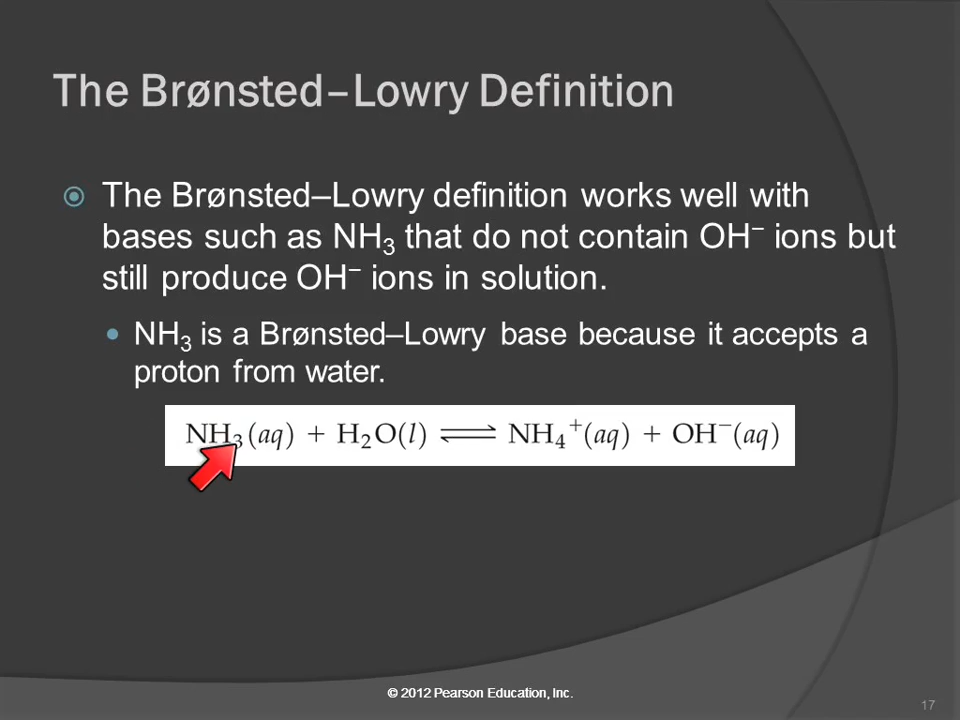 The Brønsted–Lowry Definition
The Brønsted–Lowry definition works well with
bases such as NH₃ that do not contain OH⁻ ions but
still produce OH⁻ ions in solution.
NH₃ is a Brønsted–Lowry base because it accepts a
proton from water.
NH₃(aq) + H₂O(l) ⇌ NH₄⁺(aq) + OH⁻(aq)
© 2012 Pearson Education, Inc.
17